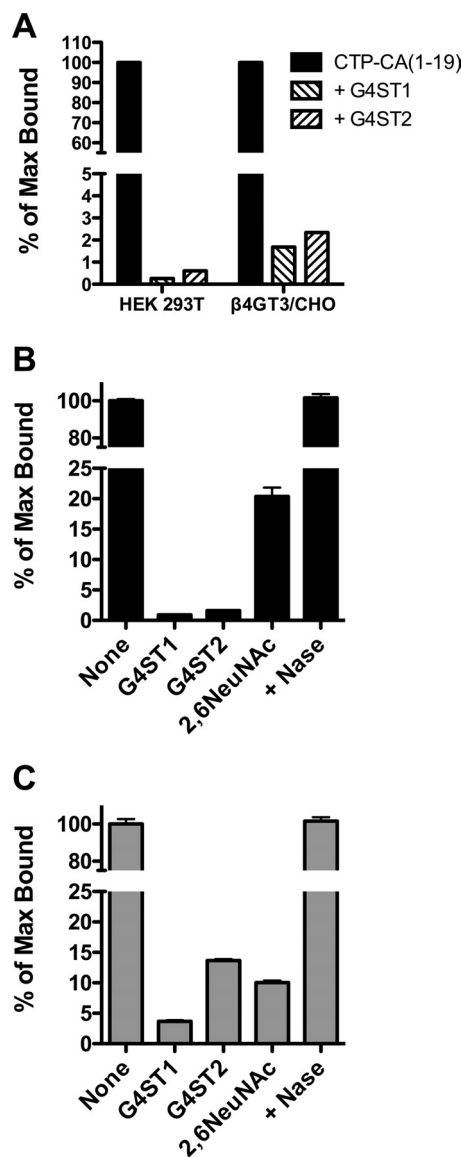 A
% of Max Bound
110
100
90
80
70
60
5
4
3
2
1
0
HEK 293T
β4GT3/CHO
CTP-CA(1-19)
+ G4ST1
+ G4ST2
B
% of Max Bound
100
80
25
20
15
10
5
0
None
G4ST1
G4ST2
2,6NeuNAc
+ Nase
C
% of Max Bound
100
80
25
20
15
10
5
0
None
G4ST1
G4ST2
2,6NeuNAc
+ Nase